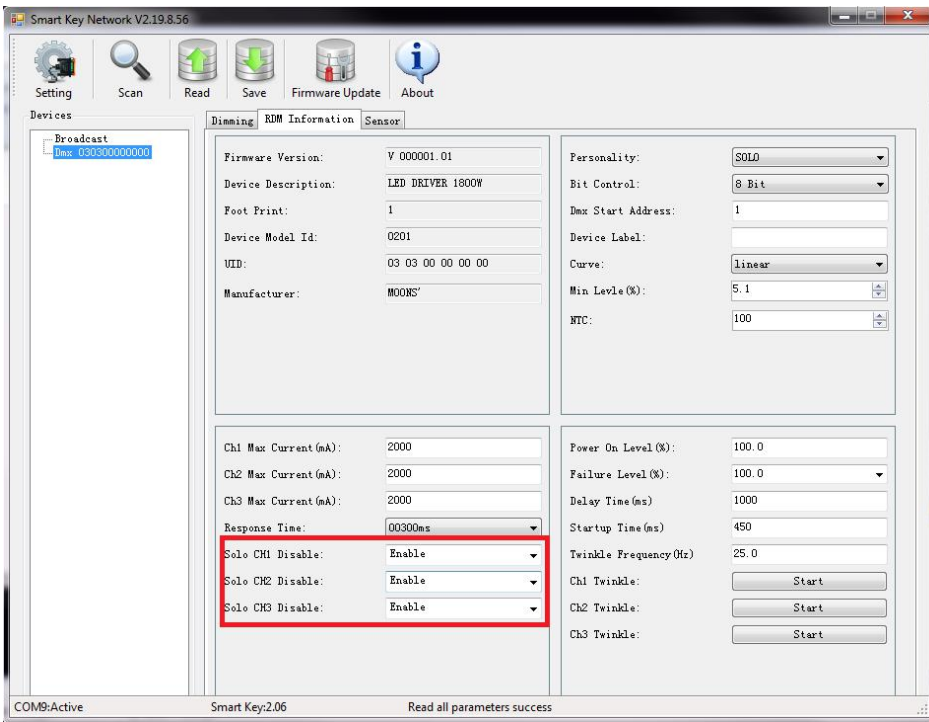 Smart Key Network V2.19.8.56
Setting Scan Read Save Firmware Update About
Devices
Broadcast
Dmx 030300000000
Dimming RDM Information Sensor
Firmware Version: V 000001.01
Device Description: LED DRIVER 1800W
Foot Print: 1
Device Model Id: 0201
UID: 03 03 00 00 00 00
Manufacturer: MOONS'
Personality: SOLO
Bit Control: 8 Bit
Dmx Start Address: 1
Device Label:
Curve: linear
Min Levle(%): 5.1
NTC: 100
Ch1 Max Current(mA): 2000
Ch2 Max Current(mA): 2000
Ch3 Max Current(mA): 2000
Response Time: 00300ms
Solo CH1 Disable: Enable
Solo CH2 Disable: Enable
Solo CH3 Disable: Enable
Power On Level(%): 100.0
Failure Level(%): 100.0
Delay Time(ms) 1000
Startup Time(ms) 450
Twinkle Frequency(Hz) 25.0
Ch1 Twinkle: Start
Ch2 Twinkle: Start
Ch3 Twinkle: Start
COM9:Active Smart Key:2.06 Read all parameters success